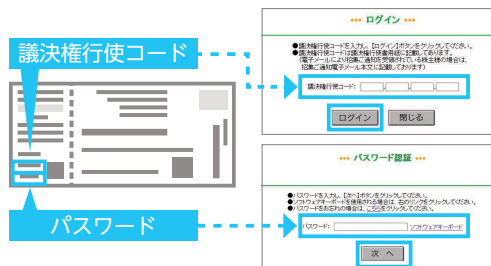 議決権行使コード
パスワード
ログイン
●議決権行使コードを入力し、【ログイン】ボタンをクリックしてください。
●議決権行使コードは議決権行使書用紙に記載しております。
(電子メールにより招集ご通知を受領されている株主様の場合は、
招集ご通知電子メール本文に記載しております)
議決権行使コード:
ログイン 閉じる
パスワード認証
●パスワードを入力し、【次へ】ボタンをクリックしてください。
●ソフトウェアキーボードを使用される場合は、右のリンクをクリックしてください。
●パスワードをお忘れの場合は、こちらをクリックしてください。
パスワード: ソフトウェアキーボード
次 へ